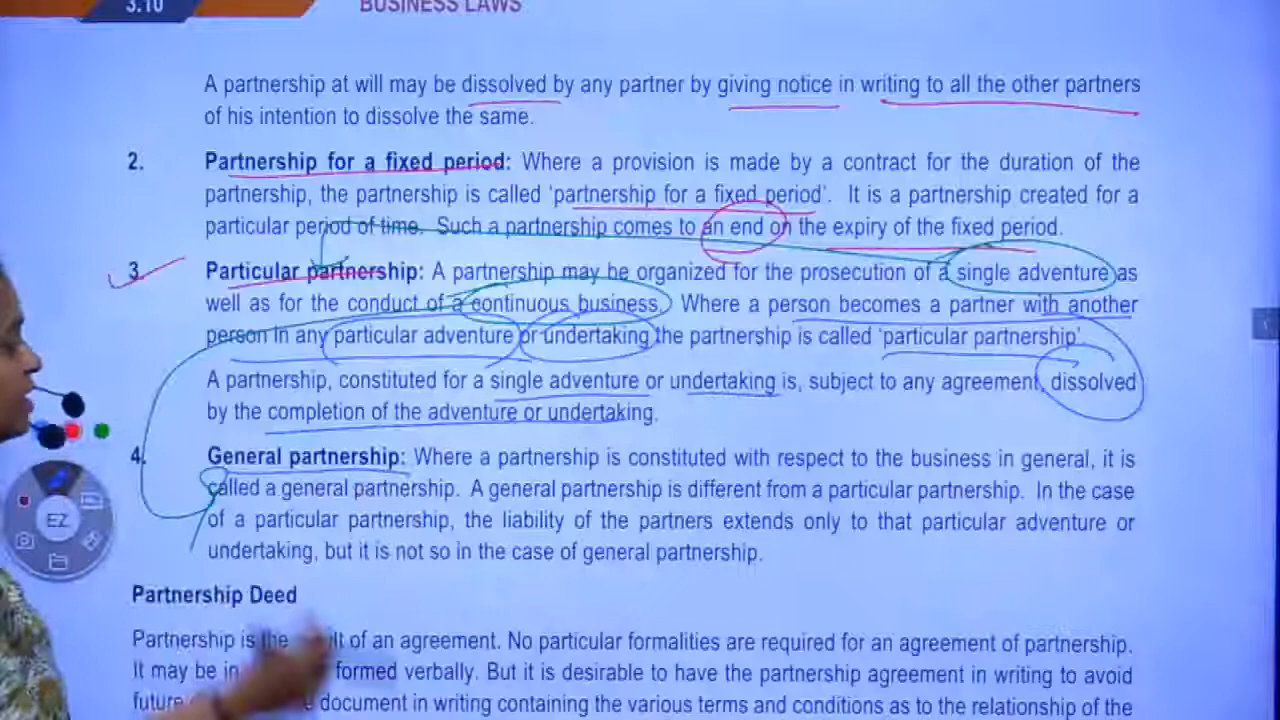 3.10
BUSINESS LAWS
A partnership at will may be dissolved by any partner by giving notice in writing to all the other partners
of his intention to dissolve the same.
2. Partnership for a fixed period: Where a provision is made by a contract for the duration of the
partnership, the partnership is called ‘partnership for a fixed period’. It is a partnership created for a
particular period of time. Such a partnership comes to an end on the expiry of the fixed period.
3. Particular partnership: A partnership may be organized for the prosecution of a single adventure as
well as for the conduct of a continuous business. Where a person becomes a partner with another
person in any particular adventure or undertaking the partnership is called ‘particular partnership’.
A partnership, constituted for a single adventure or undertaking is, subject to any agreement, dissolved
by the completion of the adventure or undertaking.
4. General partnership: Where a partnership is constituted with respect to the business in general, it is
called a general partnership. A general partnership is different from a particular partnership. In the case
of a particular partnership, the liability of the partners extends only to that particular adventure or
undertaking, but it is not so in the case of general partnership.
EZ
Partnership Deed
Partnership is the of an agreement. No particular formalities are required for an agreement of partnership.
It may be in formed verbally. But it is desirable to have the partnership agreement in writing to avoid
future document in writing containing the various terms and conditions as to the relationship of the